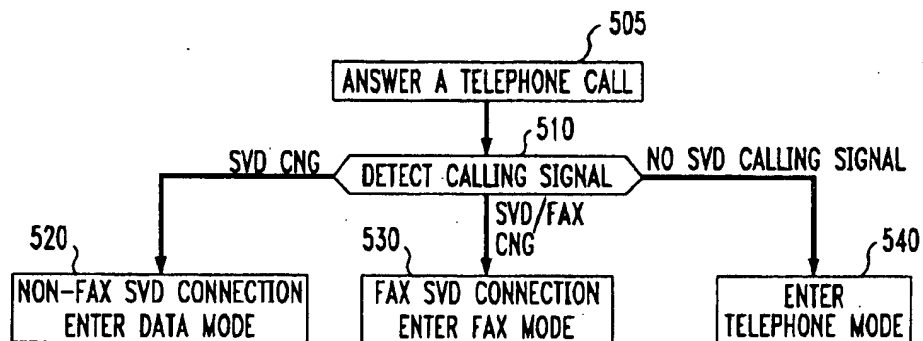 505
ANSWER A TELEPHONE CALL
510
SVD CNG
DETECT CALLING SIGNAL
NO SVD CALLING SIGNAL
SVD/FAX
CNG
520
530
540
NON-FAX SVD CONNECTION
ENTER DATA MODE
FAX SVD CONNECTION
ENTER FAX MODE
ENTER
TELEPHONE MODE